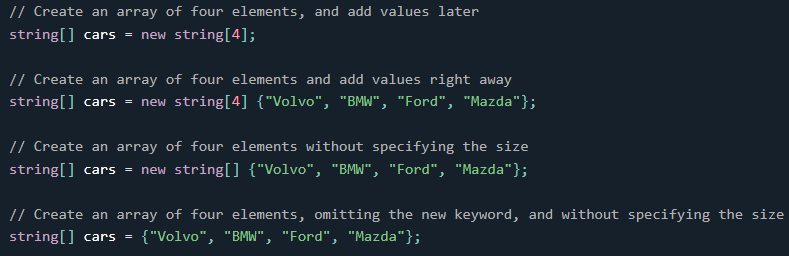 // Create an array of four elements, and add values later
string[] cars = new string[4];
// Create an array of four elements and add values right away
string[] cars = new string[4] {"Volvo", "BMW", "Ford", "Mazda"};
// Create an array of four elements without specifying the size
string[] cars = new string[] {"Volvo", "BMW", "Ford", "Mazda"};
// Create an array of four elements, omitting the new keyword, and without specifying the size
string[] cars = {"Volvo", "BMW", "Ford", "Mazda"};